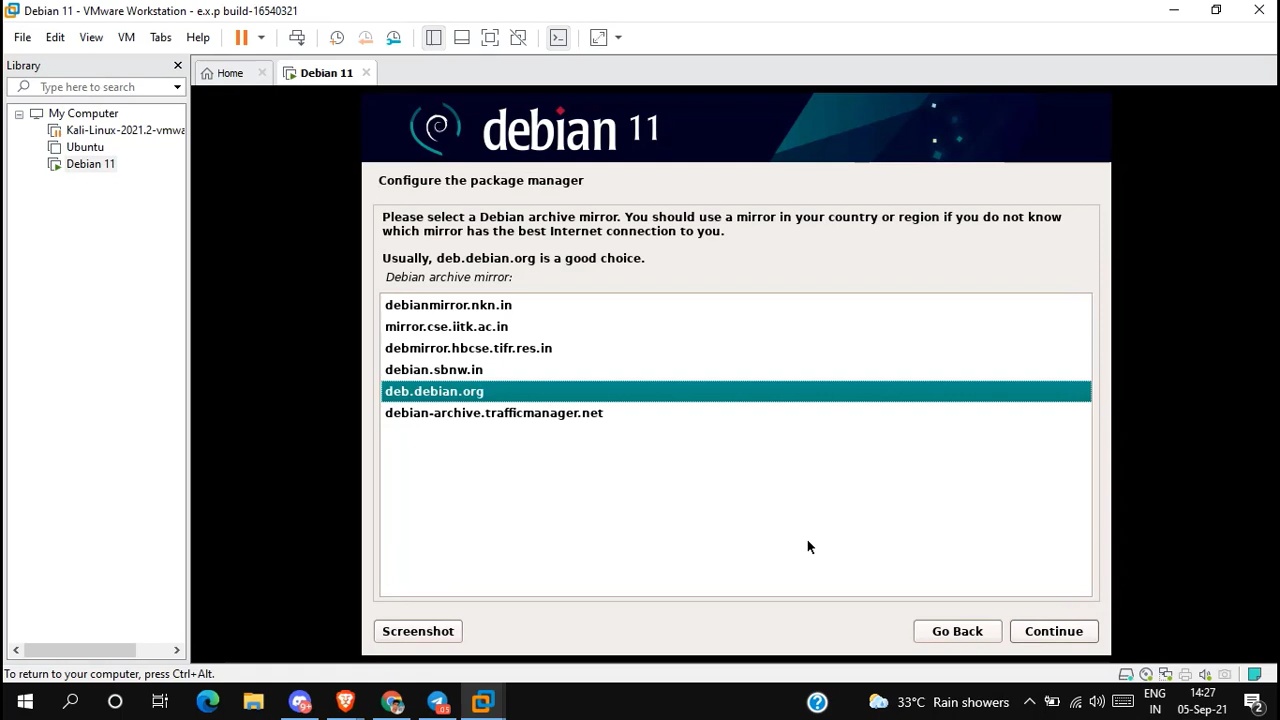 Debian 11 - VMware Workstation - e.x.p build-16540321
File Edit View VM Tabs Help
Library
Type here to search
My Computer
Kali-Linux-2021.2-vmwa
Ubuntu
Debian 11
Home
Debian 11
debian 11
Configure the package manager
Please select a Debian archive mirror. You should use a mirror in your country or region if you do not know
which mirror has the best Internet connection to you.
Usually, deb.debian.org is a good choice.
Debian archive mirror:
debianmirror.nkn.in
mirror.cse.iitk.ac.in
debmirror.hbcse.tifr.res.in
debian.sbnw.in
deb.debian.org
debian-archive.trafficmanager.net
Screenshot
Go Back
Continue
To return to your computer, press Ctrl+Alt.
33°C Rain showers
ENG
IN
14:27
05-Sep-21
2